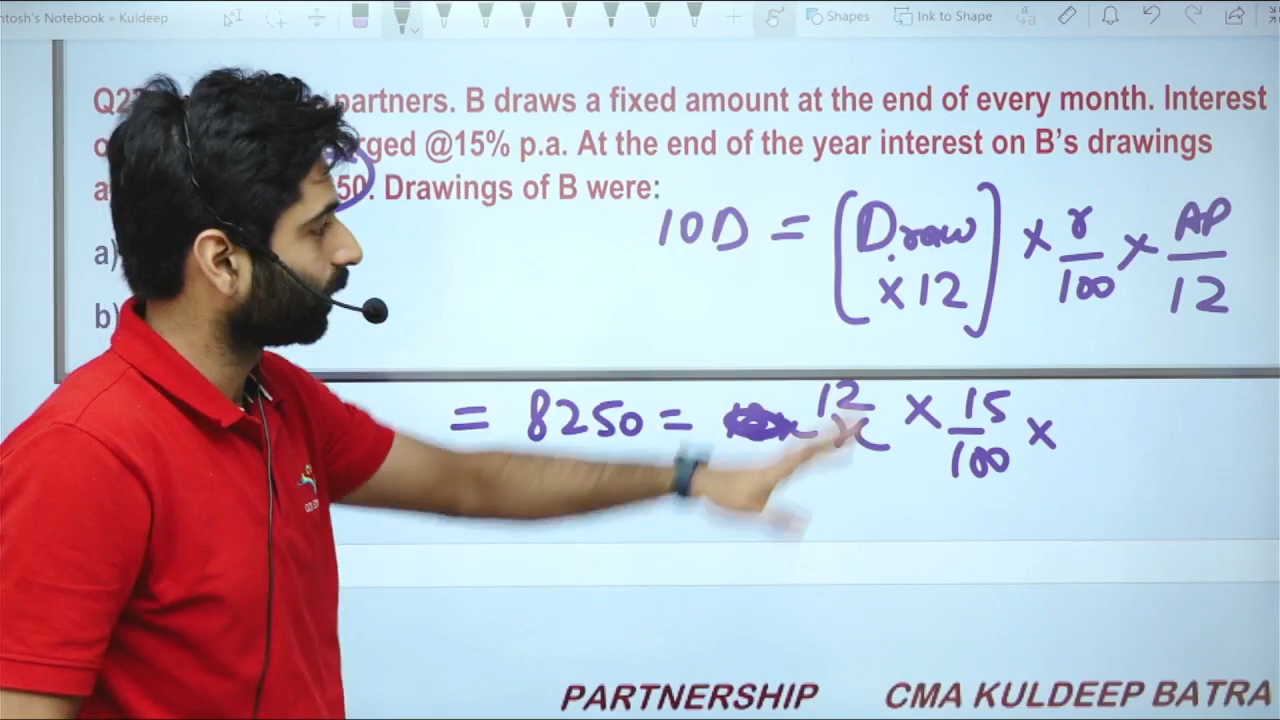 ntosh's Notebook » Kuldeep
Shapes
Ink to Shape
partners. B draws a fixed amount at the end of every month. Interest
@15% p.a. At the end of the year interest on B's drawings
50. Drawings of B were:
a)
b)
IOD = [Draw × 12] × r/100 × AP/12
= 8250 = 12x × 15/100 ×
PARTNERSHIP CMA KULDEEP BATRA